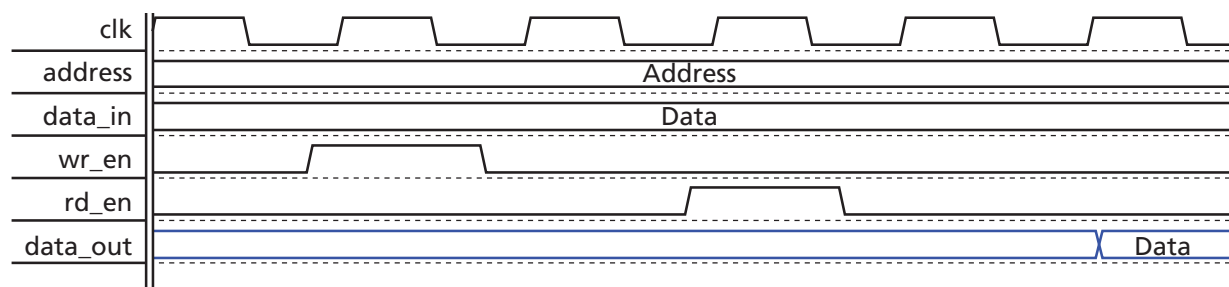 clk
address Address
data_in Data
wr_en
rd_en
data_out Data